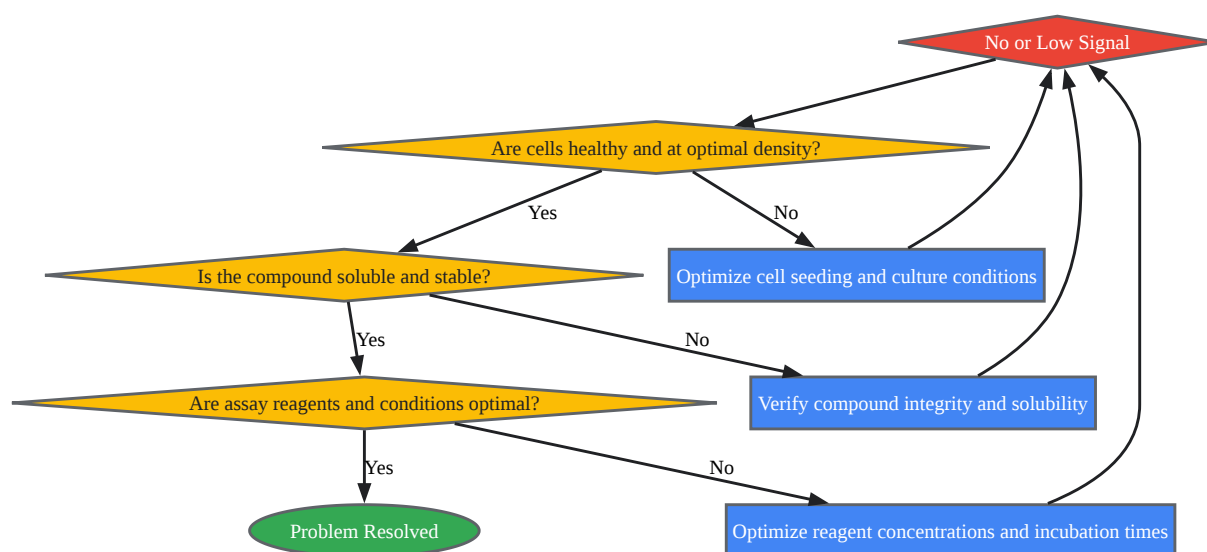 No or Low Signal
Are cells healthy and at optimal density?
Yes
No
Is the compound soluble and stable?
Optimize cell seeding and culture conditions
Yes
No
Are assay reagents and conditions optimal?
Verify compound integrity and solubility
Yes
No
Problem Resolved
Optimize reagent concentrations and incubation times